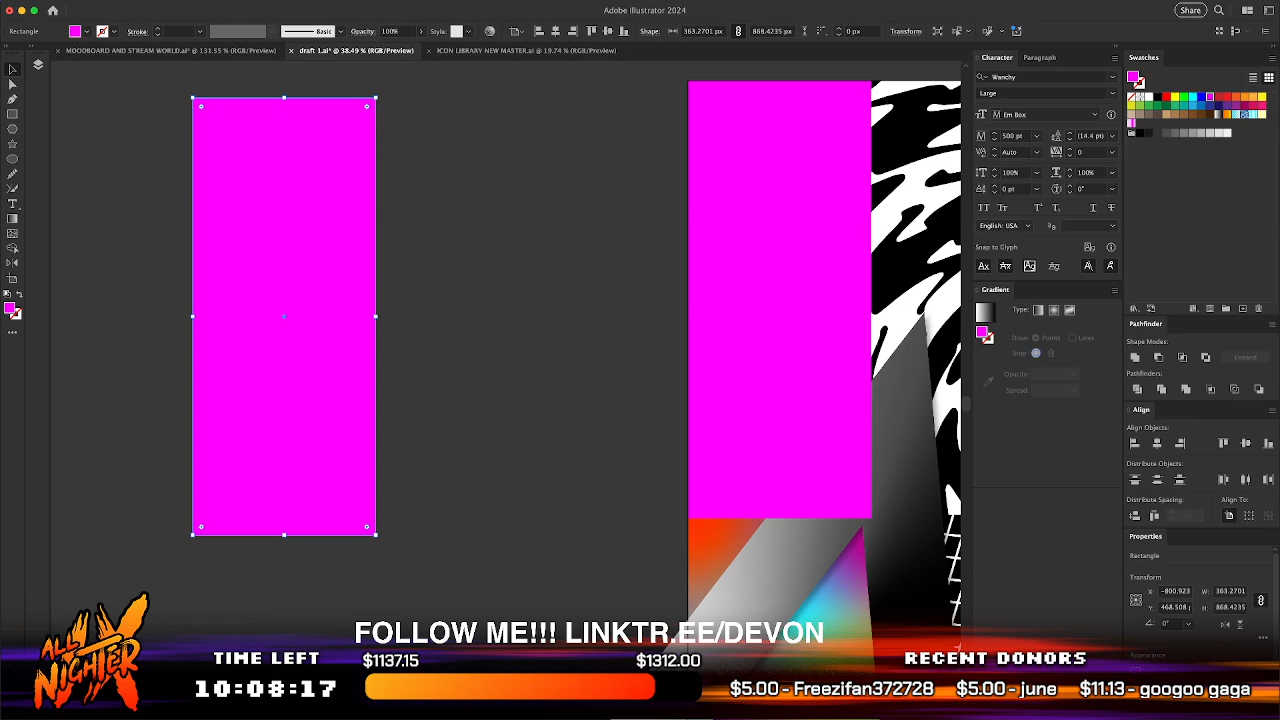 Adobe Illustrator 2024
Share
Rectangle
Stroke:
Basic
Opacity: 100%
Style:
Shape:
363.2701 px
868.4235 px
0 px
Transform
MOODBOARD AND STREAM WORLD.ai* @ 131.55 % (RGB/Preview)
draft 1.ai* @ 38.49 % (RGB/Preview)
ICON LIBRARY NEW MASTER.ai @ 19.74 % (RGB/Preview)
Character
Paragraph
Wanchy
Large
Em Box
500 pt
(14.4 pt)
Auto
0
100%
100%
0 pt
0°
English: USA
Snap to Glyph
Gradient
Type:
Draw:
Points
Lines
Stop:
Opacity:
Spread:
Swatches
Pathfinder
Shape Modes:
Expand
Pathfinders:
Align
Align Objects:
Distribute Objects:
Distribute Spacing:
Align To:
Properties
Rectangle
Transform
X: -800.923
W: 363.2701
Y: 468.508
H: 868.4235
0°
Appearance
ALL NIGHTER
FOLLOW ME!!! LINKTR.EE/DEVON
TIME LEFT
10:08:17
$1137.15
$1312.00
RECENT DONORS
$5.00 - Freezifan372728
$5.00 - june
$11.13 - googoo gaga